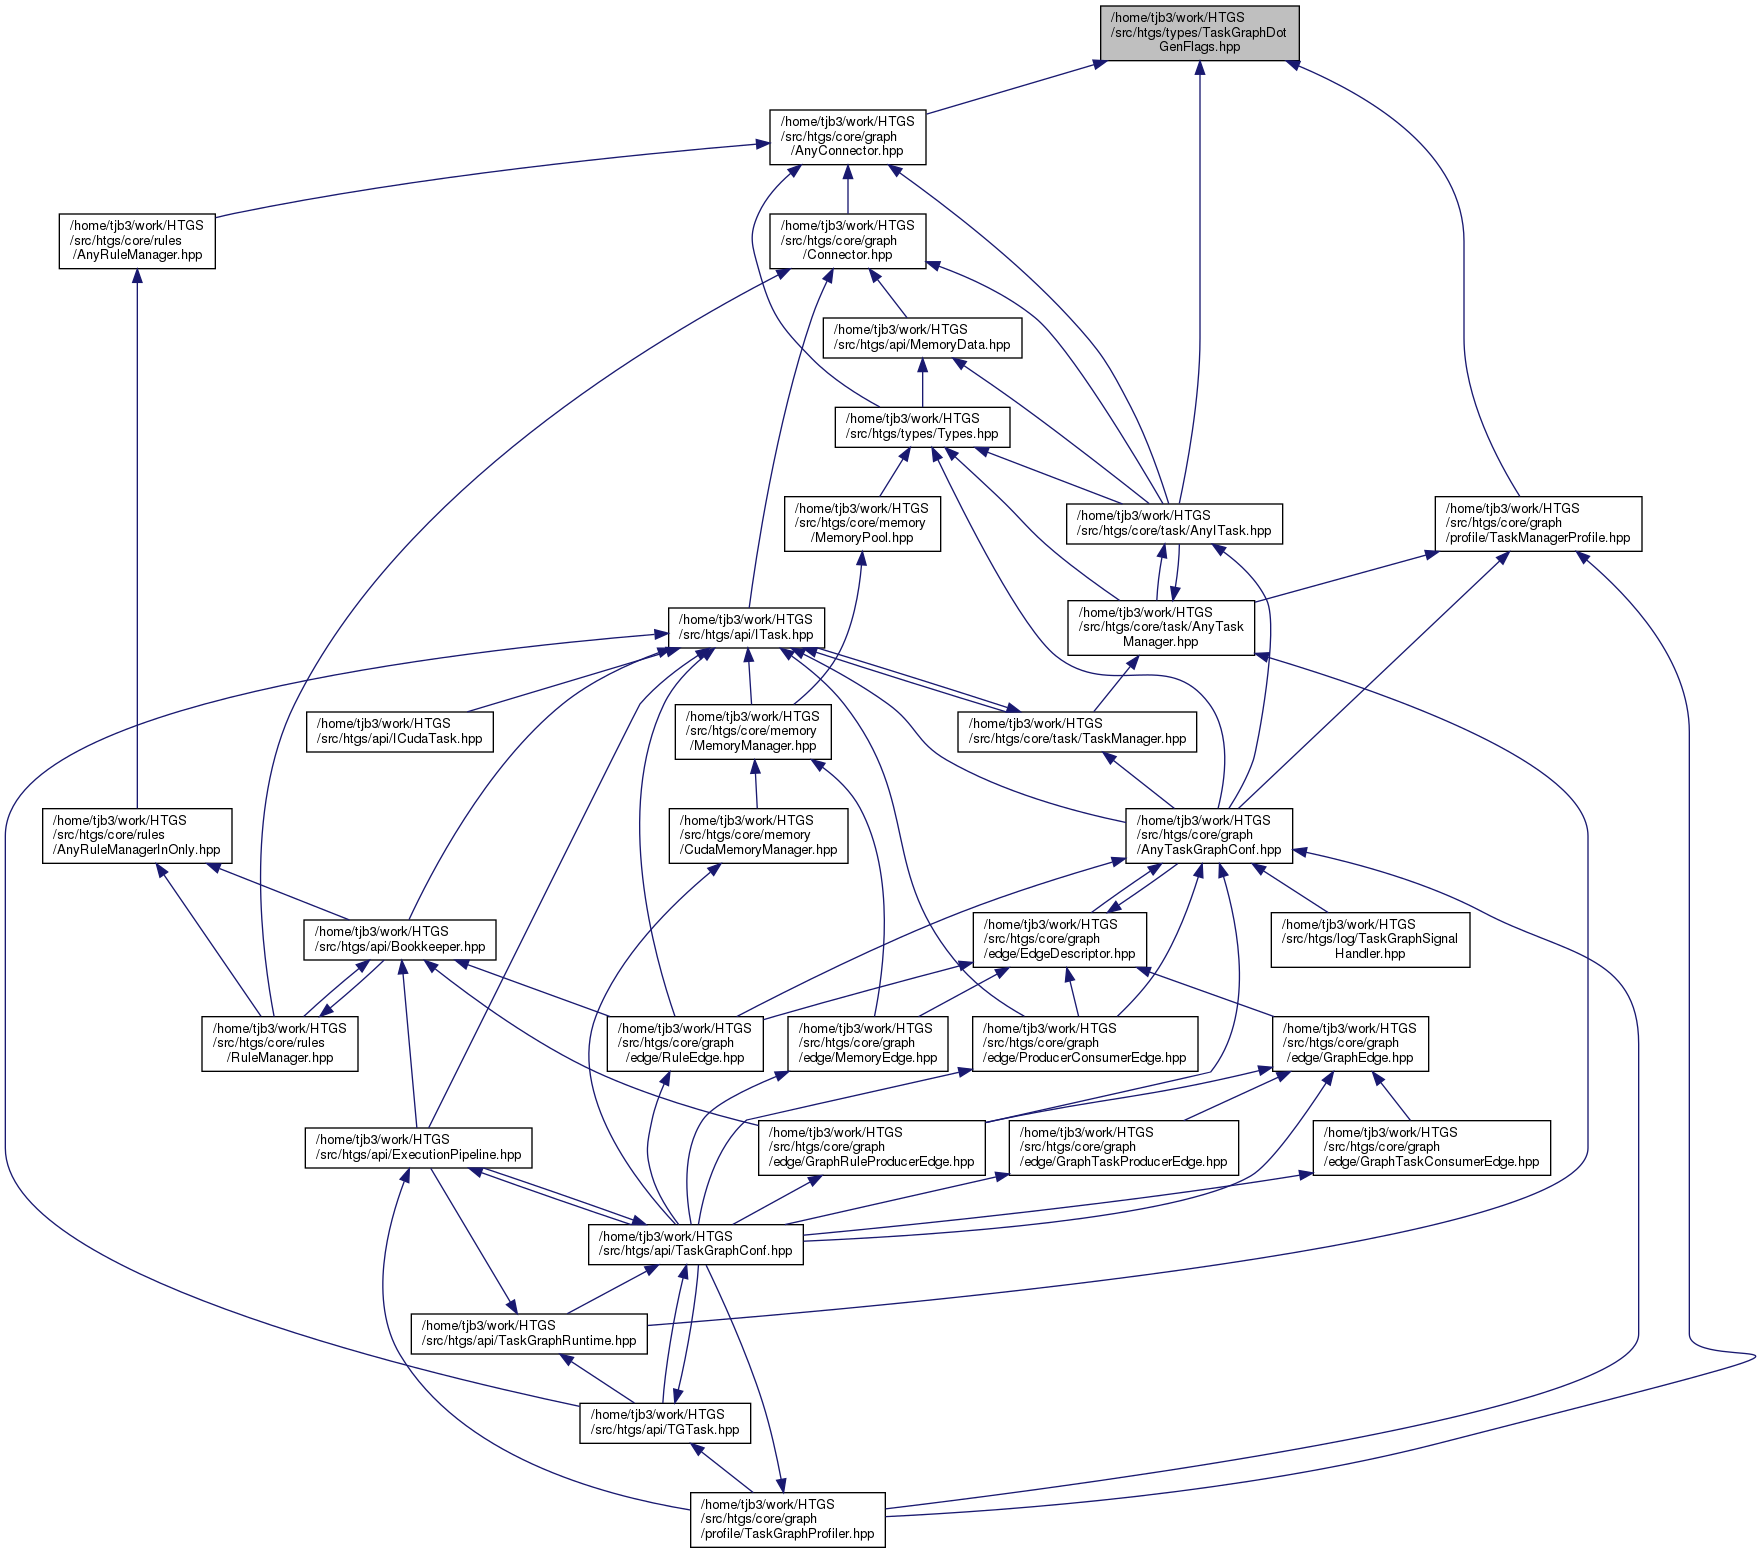 /home/tjb3/work/HTGS
/src/htgs/types/TaskGraphDot
GenFlags.hpp
/home/tjb3/work/HTGS
/src/htgs/core/graph
/AnyConnector.hpp
/home/tjb3/work/HTGS
/src/htgs/core/rules
/AnyRuleManager.hpp
/home/tjb3/work/HTGS
/src/htgs/core/graph
/Connector.hpp
/home/tjb3/work/HTGS
/src/htgs/api/MemoryData.hpp
/home/tjb3/work/HTGS
/src/htgs/types/Types.hpp
/home/tjb3/work/HTGS
/src/htgs/core/memory
/MemoryPool.hpp
/home/tjb3/work/HTGS
/src/htgs/core/task/AnyITask.hpp
/home/tjb3/work/HTGS
/src/htgs/core/graph
/profile/TaskManagerProfile.hpp
/home/tjb3/work/HTGS
/src/htgs/api/ITask.hpp
/home/tjb3/work/HTGS
/src/htgs/core/task/AnyTask
Manager.hpp
/home/tjb3/work/HTGS
/src/htgs/api/ICudaTask.hpp
/home/tjb3/work/HTGS
/src/htgs/core/memory
/MemoryManager.hpp
/home/tjb3/work/HTGS
/src/htgs/core/task/TaskManager.hpp
/home/tjb3/work/HTGS
/src/htgs/core/rules
/AnyRuleManagerInOnly.hpp
/home/tjb3/work/HTGS
/src/htgs/core/memory
/CudaMemoryManager.hpp
/home/tjb3/work/HTGS
/src/htgs/core/graph
/AnyTaskGraphConf.hpp
/home/tjb3/work/HTGS
/src/htgs/api/Bookkeeper.hpp
/home/tjb3/work/HTGS
/src/htgs/core/graph
/edge/EdgeDescriptor.hpp
/home/tjb3/work/HTGS
/src/htgs/log/TaskGraphSignal
Handler.hpp
/home/tjb3/work/HTGS
/src/htgs/core/rules
/RuleManager.hpp
/home/tjb3/work/HTGS
/src/htgs/core/graph
/edge/RuleEdge.hpp
/home/tjb3/work/HTGS
/src/htgs/core/graph
/edge/MemoryEdge.hpp
/home/tjb3/work/HTGS
/src/htgs/core/graph
/edge/ProducerConsumerEdge.hpp
/home/tjb3/work/HTGS
/src/htgs/core/graph
/edge/GraphEdge.hpp
/home/tjb3/work/HTGS
/src/htgs/api/ExecutionPipeline.hpp
/home/tjb3/work/HTGS
/src/htgs/core/graph
/edge/GraphRuleProducerEdge.hpp
/home/tjb3/work/HTGS
/src/htgs/core/graph
/edge/GraphTaskProducerEdge.hpp
/home/tjb3/work/HTGS
/src/htgs/core/graph
/edge/GraphTaskConsumerEdge.hpp
/home/tjb3/work/HTGS
/src/htgs/api/TaskGraphConf.hpp
/home/tjb3/work/HTGS
/src/htgs/api/TaskGraphRuntime.hpp
/home/tjb3/work/HTGS
/src/htgs/api/TGTask.hpp
/home/tjb3/work/HTGS
/src/htgs/core/graph
/profile/TaskGraphProfiler.hpp